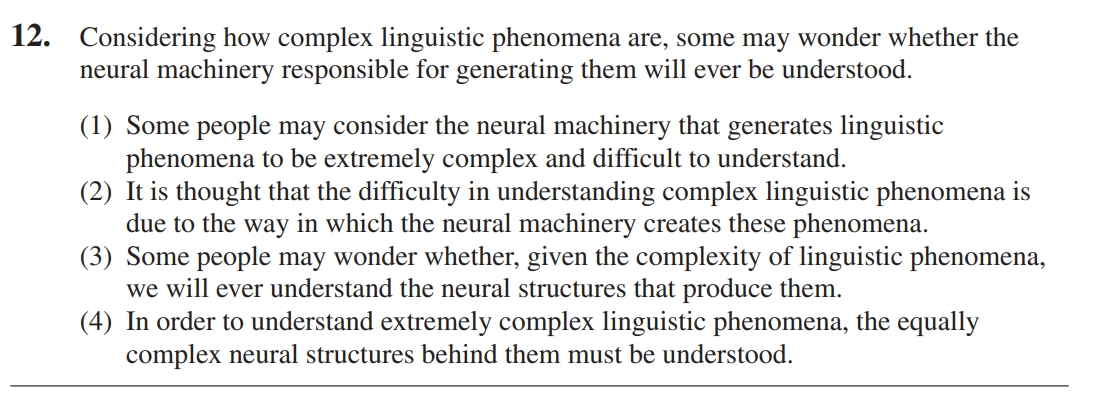 12. Considering how complex linguistic phenomena are, some may wonder whether the
neural machinery responsible for generating them will ever be understood.
(1) Some people may consider the neural machinery that generates linguistic
phenomena to be extremely complex and difficult to understand.
(2) It is thought that the difficulty in understanding complex linguistic phenomena is
due to the way in which the neural machinery creates these phenomena.
(3) Some people may wonder whether, given the complexity of linguistic phenomena,
we will ever understand the neural structures that produce them.
(4) In order to understand extremely complex linguistic phenomena, the equally
complex neural structures behind them must be understood.